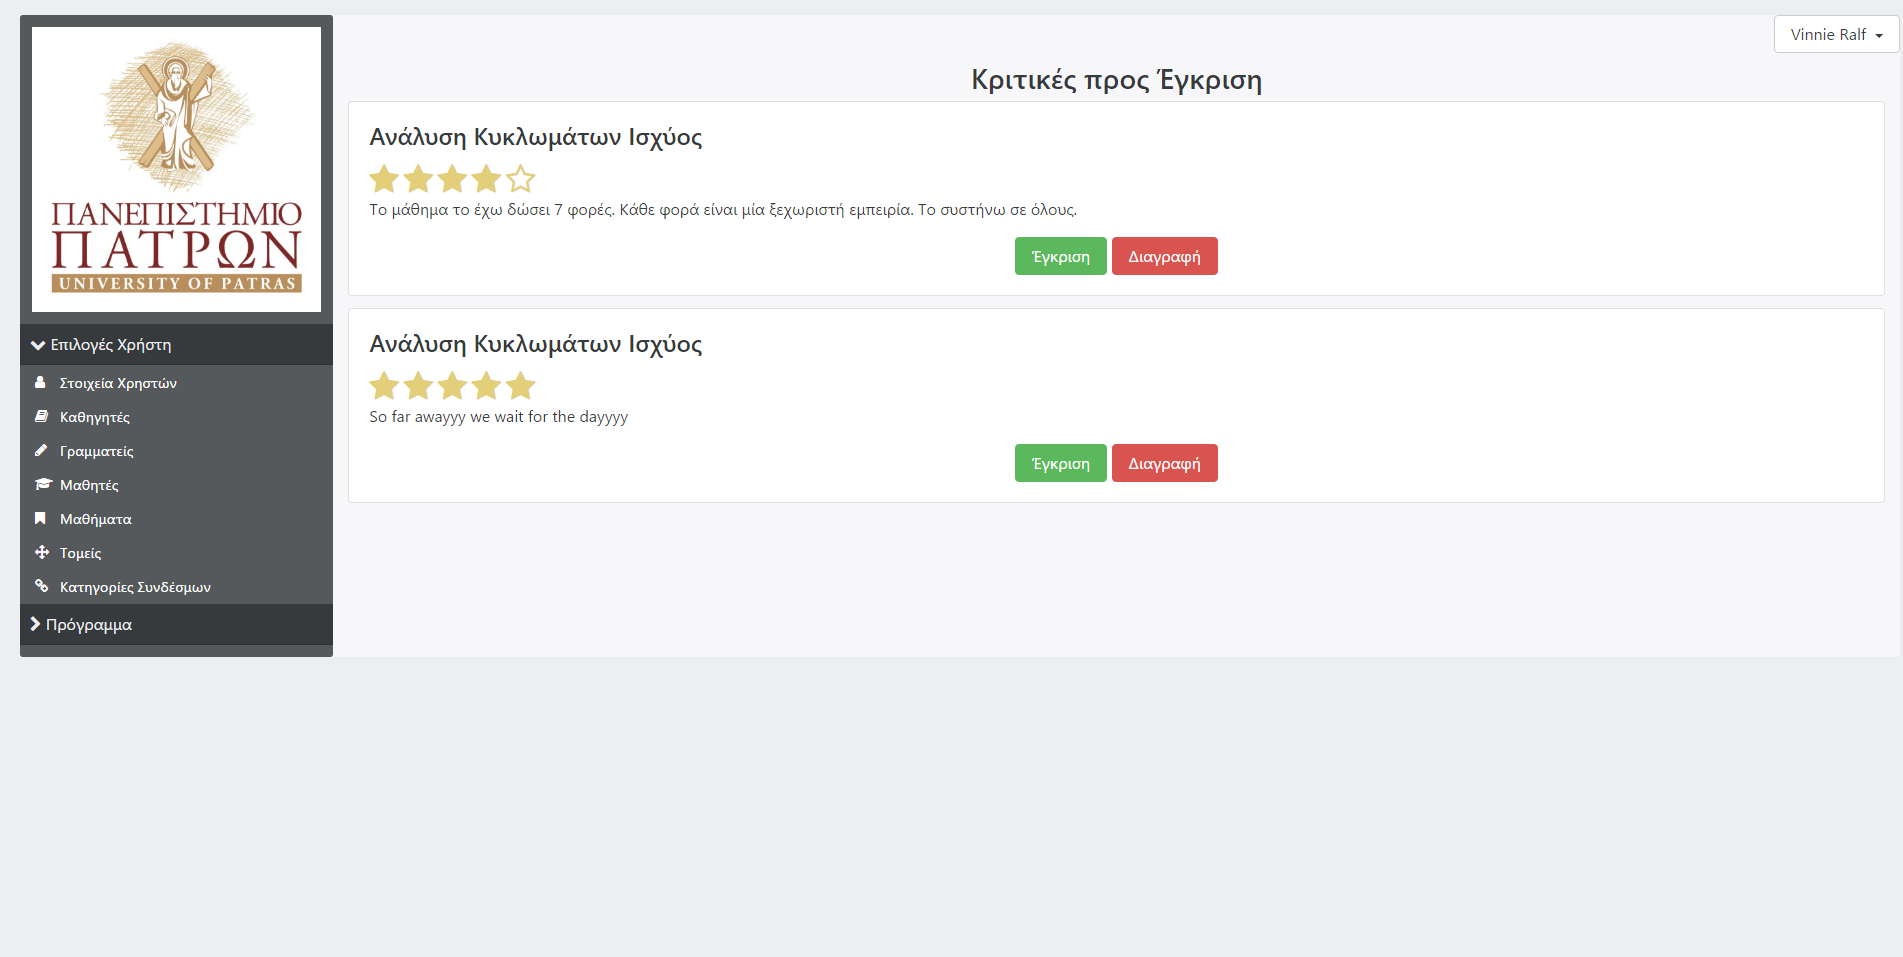 ΠΑΝΕΠΙΣΤΗΜΙΟ
ΠΑΤΡΩΝ
UNIVERSITY OF PATRAS
Επιλογές Χρήστη
Στοιχεία Χρηστών
Καθηγητές
Γραμματείς
Μαθητές
Μαθήματα
Τομείς
Κατηγορίες Συνδέσμων
Πρόγραμμα
Vinnie Ralf
Κριτικές προς Έγκριση
Ανάλυση Κυκλωμάτων Ισχύος
Το μάθημα το έχω δώσει 7 φορές. Κάθε φορά είναι μία ξεχωριστή εμπειρία. Το συστήνω σε όλους.
Έγκριση Διαγραφή
Ανάλυση Κυκλωμάτων Ισχύος
So far awayyy we wait for the dayyyy
Έγκριση Διαγραφή